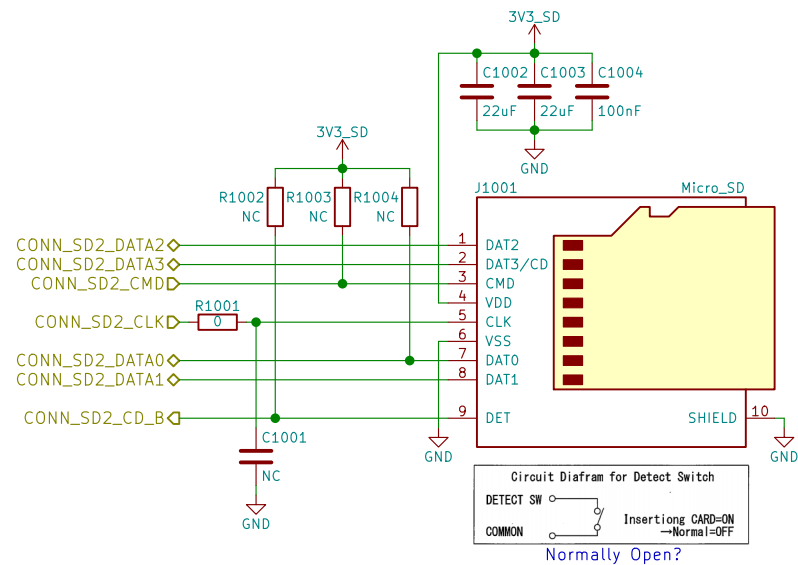 3V3_SD
C1002
C1003
C1004
22uF
22uF
100nF
GND
3V3_SD
R1002
R1003
R1004
NC
NC
NC
J1001
Micro_SD
CONN_SD2_DATA2
1
DAT2
CONN_SD2_DATA3
2
DAT3/CD
CONN_SD2_CMD
3
CMD
4
VDD
R1001
CONN_SD2_CLK
0
5
CLK
6
VSS
CONN_SD2_DATA0
7
DAT0
CONN_SD2_DATA1
8
DAT1
CONN_SD2_CD_B
9
DET
SHIELD
10
C1001
NC
GND
GND
GND
Circuit Diafram for Detect Switch
DETECT SW
COMMON
Insertiong CARD=ON
→Normal=OFF
Normally Open?